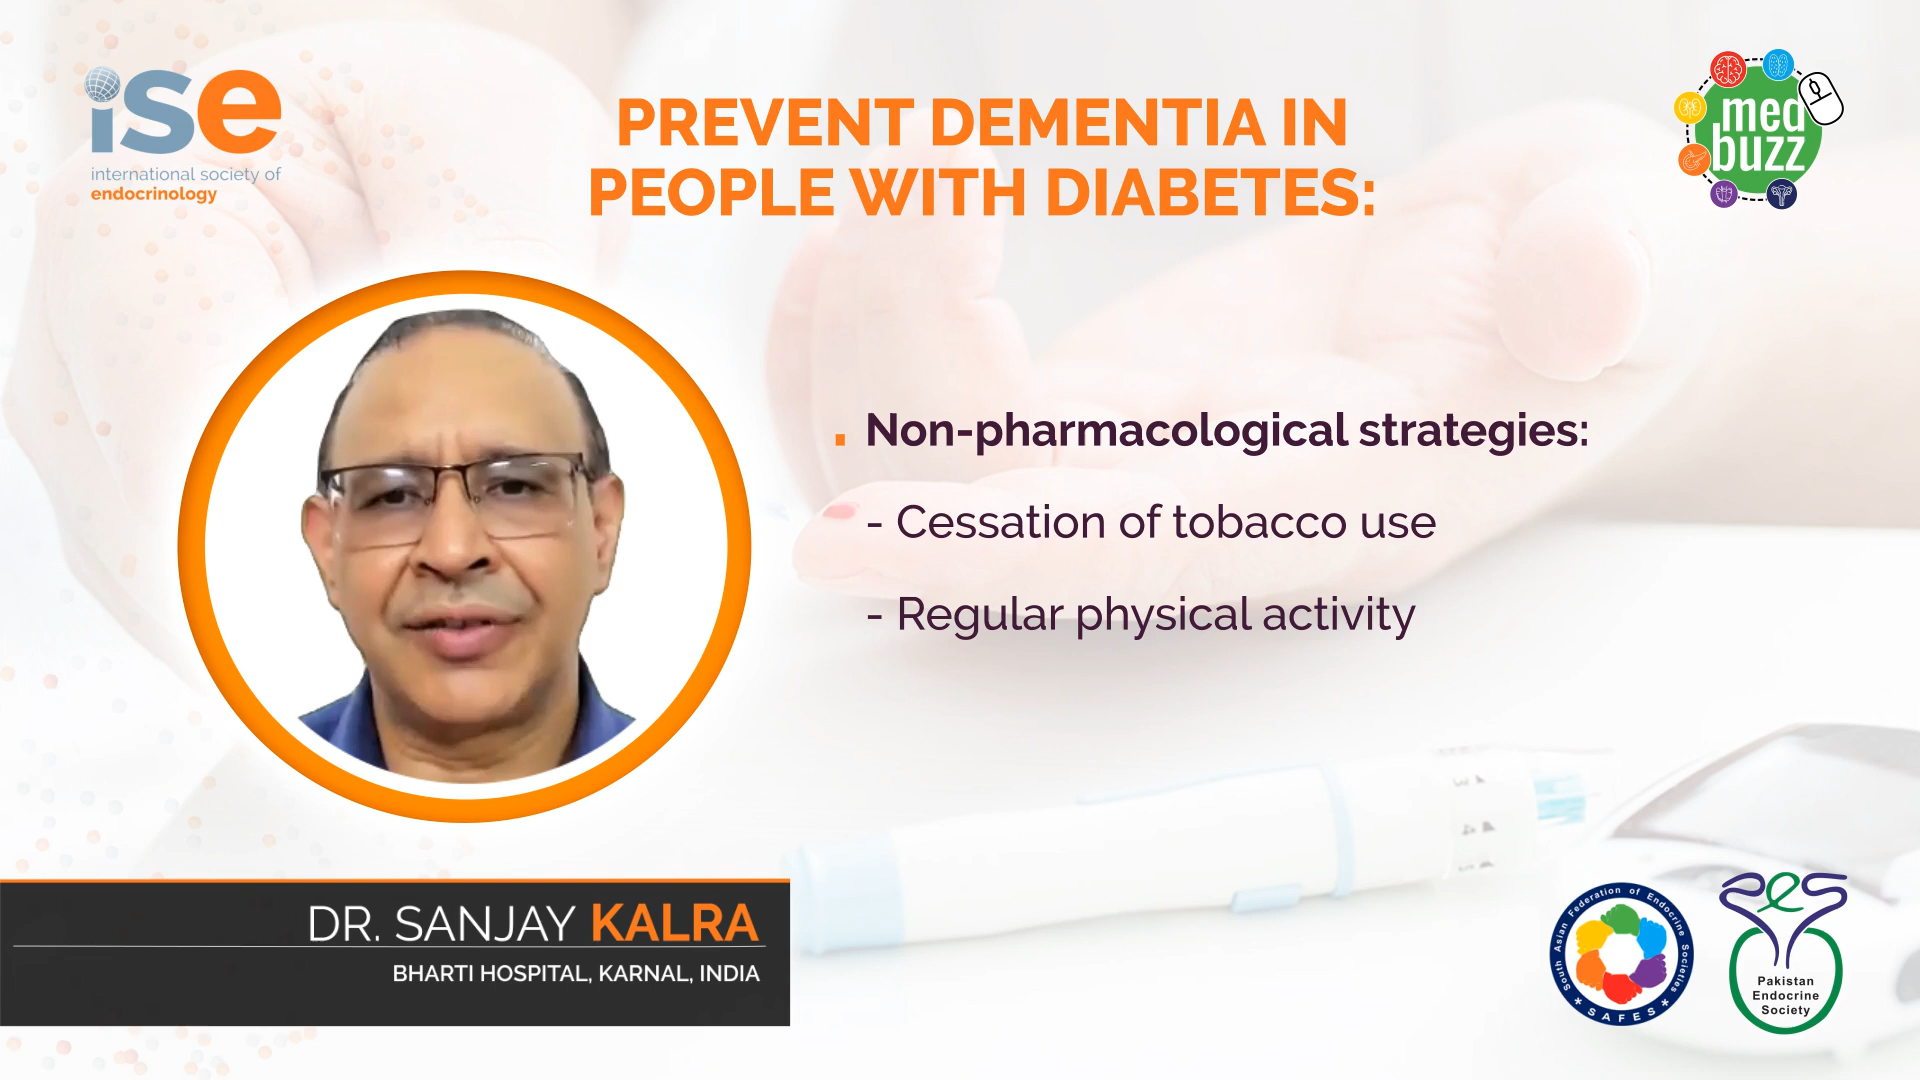 ise
international society of
endocrinology
PREVENT DEMENTIA IN
PEOPLE WITH DIABETES:
med
buzz
. Non-pharmacological strategies:
- Cessation of tobacco use
- Regular physical activity
DR. SANJAY KALRA
BHARTI HOSPITAL, KARNAL, INDIA
South Asian Federation of Endocrine Societies
* SAFES *
PES
Pakistan
Endocrine
Society